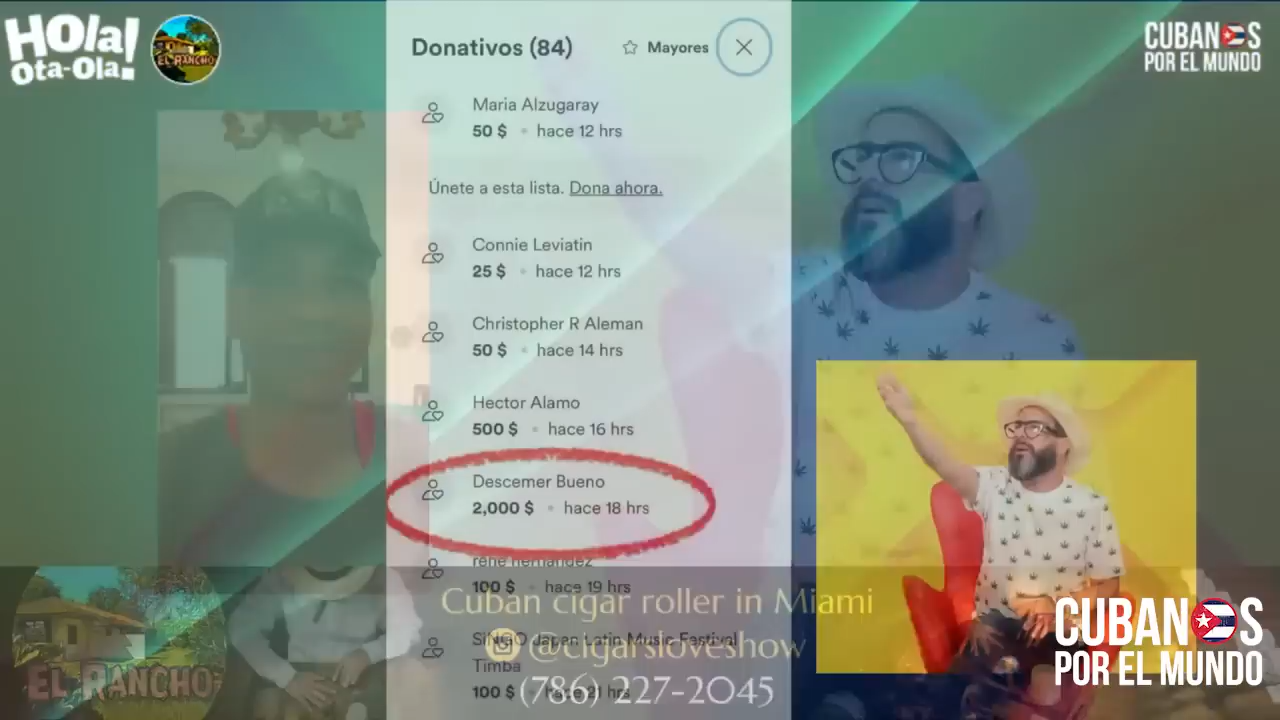 HOla!
Ota-Ola!
EL RANCHO
Donativos (84)
Mayores
CUBANOS
POR EL MUNDO
Maria Alzugaray
50 $ • hace 12 hrs
Únete a esta lista. Dona ahora.
Connie Leviatin
25 $ • hace 12 hrs
Christopher R Aleman
50 $ • hace 14 hrs
Hector Alamo
500 $ • hace 16 hrs
Descemer Bueno
2,000 $ • hace 18 hrs
rene hernandez
100 $ • hace 19 hrs
Cuban cigar roller in Miami
Japan Latin Music Festival
@cigarsloveshow
Timba
100 $ • hace 21 hrs
(786) 227-2045
EL RANCHO
CUBANOS
POR EL MUNDO